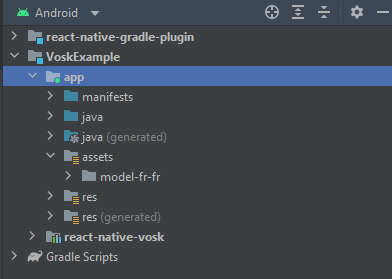 Android
react-native-gradle-plugin
VoskExample
app
manifests
java
java (generated)
assets
model-fr-fr
res
res (generated)
react-native-vosk
Gradle Scripts